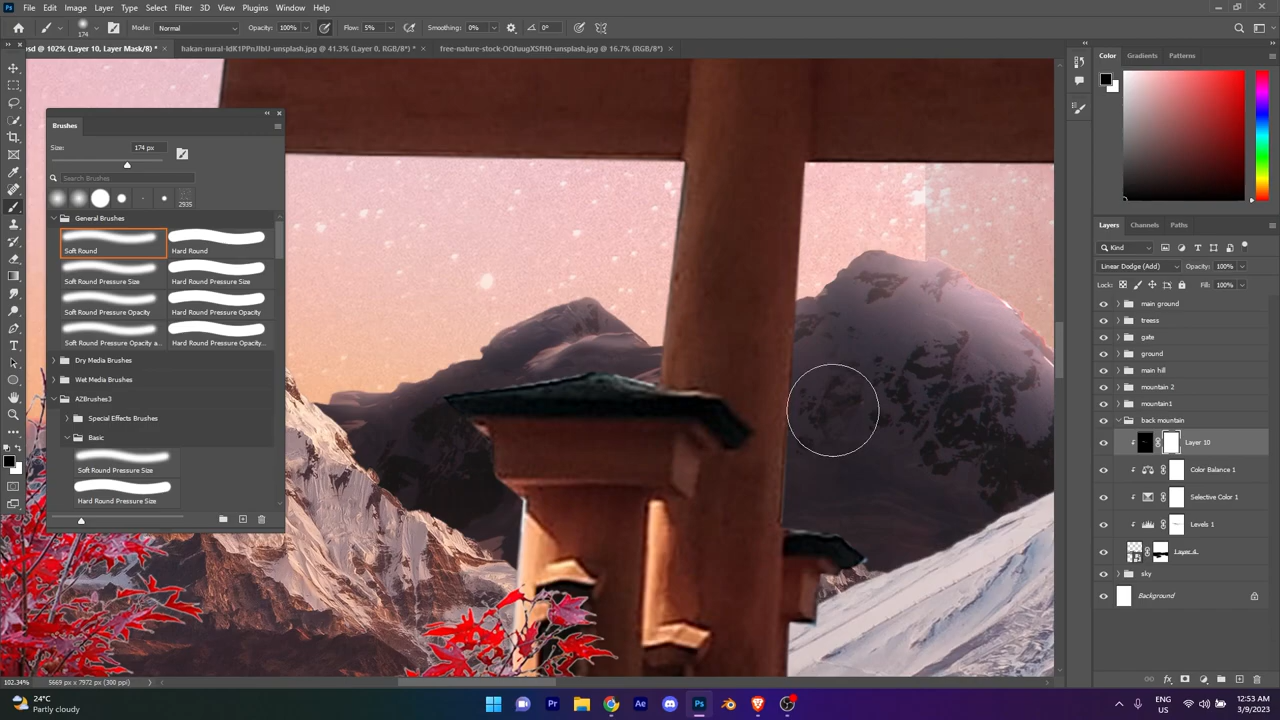 Ps File Edit Image Layer Type Select Filter 3D View Plugins Window Help
174 Mode: Normal Opacity: 100% Flow: 5% Smoothing: 0% 0°
sd @ 102% (Layer 10, Layer Mask/8) * × hakan-nural-IdK1PPnJIbU-unsplash.jpg @ 41.3% (Layer 0, RGB/8*) * × free-nature-stock-OQfuugXSfH0-unsplash.jpg @ 16.7% (RGB/8*) ×
Color Gradients Patterns
Brushes
Size: 174 px
Search Brushes
2935
General Brushes
Soft Round Hard Round
Soft Round Pressure Size Hard Round Pressure Size
Soft Round Pressure Opacity Hard Round Pressure Opacity
Soft Round Pressure Opacity a... Hard Round Pressure Opacity...
Dry Media Brushes
Wet Media Brushes
AZBrushes3
Special Effects Brushes
Basic
Soft Round Pressure Size
Hard Round Pressure Size
Layers Channels Paths
Kind
Linear Dodge (Add) Opacity: 100%
Lock: Fill: 100%
main ground
treess
gate
ground
main hill
mountain 2
mountain1
back mountain
Layer 10
Color Balance 1
Selective Color 1
Levels 1
Background
sky
102.34% 5669 px x 7972 px (300 ppi)
24°C
Partly cloudy
Pr Ae Ps
ENG
US
12:53 AM
3/9/2023